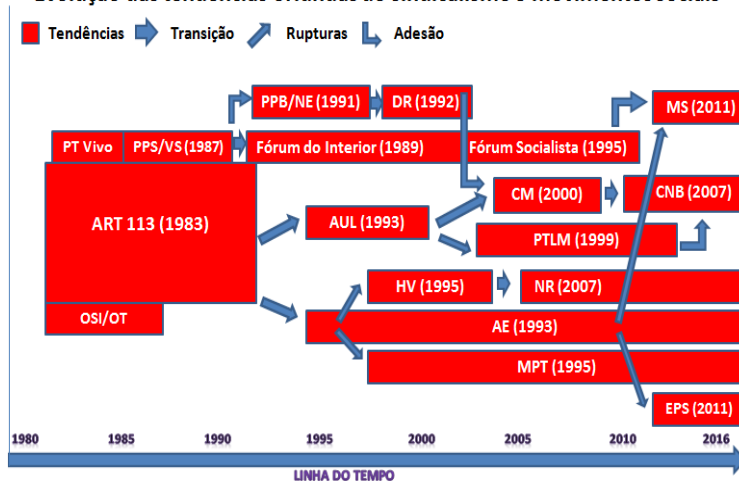 Tendências Transição Rupturas Adesão
PPB/NE (1991) DR (1992) MS (2011)
PT Vivo PPS/VS (1987) Fórum do Interior (1989) Fórum Socialista (1995)
CM (2000) CNB (2007)
ART 113 (1983) AUL (1993)
PTLM (1999)
HV (1995) NR (2007)
OSI/OT AE (1993)
MPT (1995)
EPS (2011)
1980 1985 1990 1995 2000 2005 2010 2016
LINHA DO TEMPO